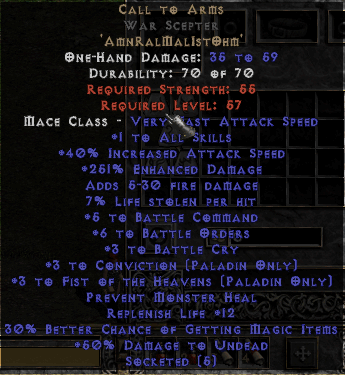 Call to Arms
War Scepter
'AmnRalMalIstOhm'
One-Hand Damage: 35 to 59
Durability: 70 of 70
Required Strength: 55
Required Level: 57
Mace Class - Very Fast Attack Speed
+1 to All Skills
+40% Increased Attack Speed
+251% Enhanced Damage
Adds 5-30 fire damage
7% Life stolen per hit
+5 to Battle Command
+6 to Battle Orders
+3 to Battle Cry
+3 to Conviction (Paladin Only)
+3 to Fist of the Heavens (Paladin Only)
Prevent Monster Heal
Replenish Life +12
30% Better Chance of Getting Magic Items
+50% Damage to Undead
Socketed (5)